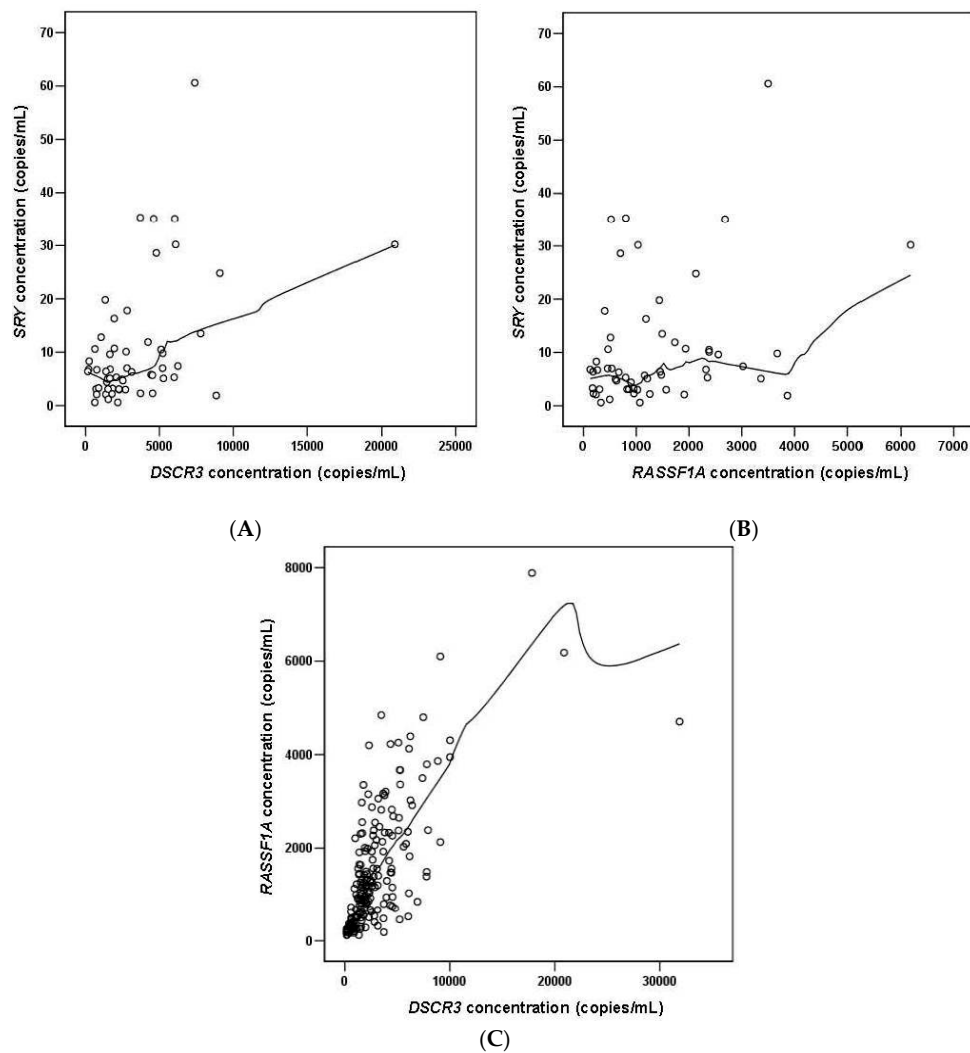 70
60
50
40
30
20
10
0
SRY concentration (copies/mL)
0 5000 10000 15000 20000 25000
DSCR3 concentration (copies/mL)
(A)
70
60
50
40
30
20
10
0
SRY concentration (copies/mL)
0 1000 2000 3000 4000 5000 6000 7000
RASSF1A concentration (copies/mL)
(B)
8000
6000
4000
2000
0
RASSF1A concentration (copies/mL)
0 10000 20000 30000
DSCR3 concentration (copies/mL)
(C)